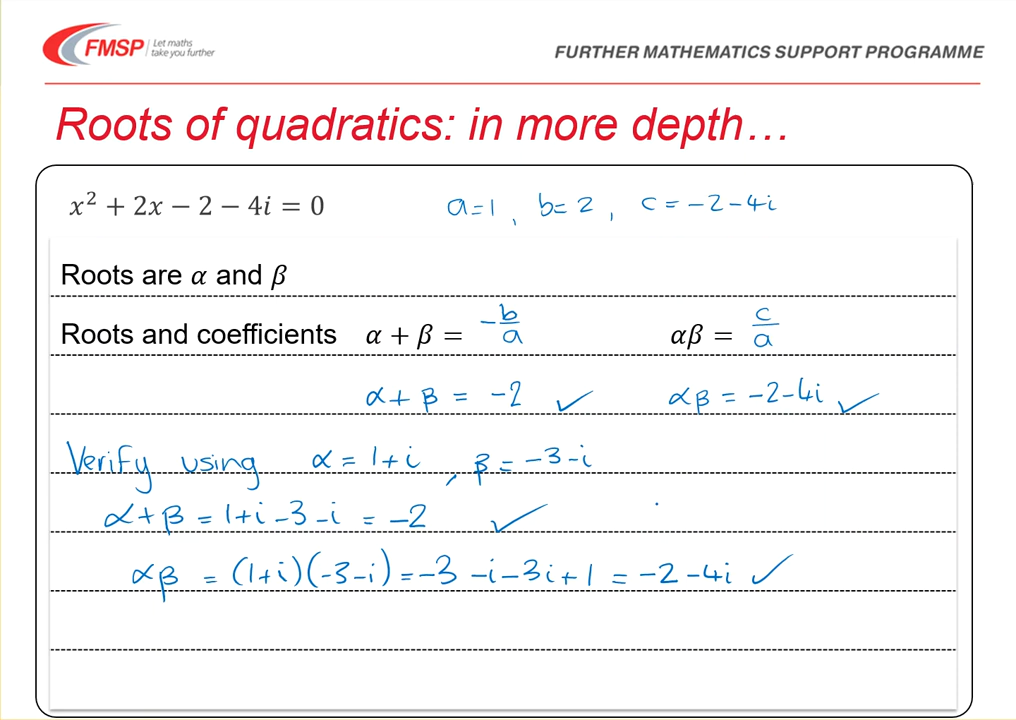 FMSP Let maths take you further
FURTHER MATHEMATICS SUPPORT PROGRAMME
Roots of quadratics: in more depth…
x² + 2x − 2 − 4i = 0 a=1, b=2, c=-2-4i
Roots are α and β
Roots and coefficients α + β = -b/a αβ = c/a
α+β = -2 ✓ αβ = -2-4i ✓
Verify using α = 1+i, β = -3-i
α+β = 1+i-3-i = -2 ✓
αβ = (1+i)(-3-i) = -3-i-3i+1 = -2-4i ✓